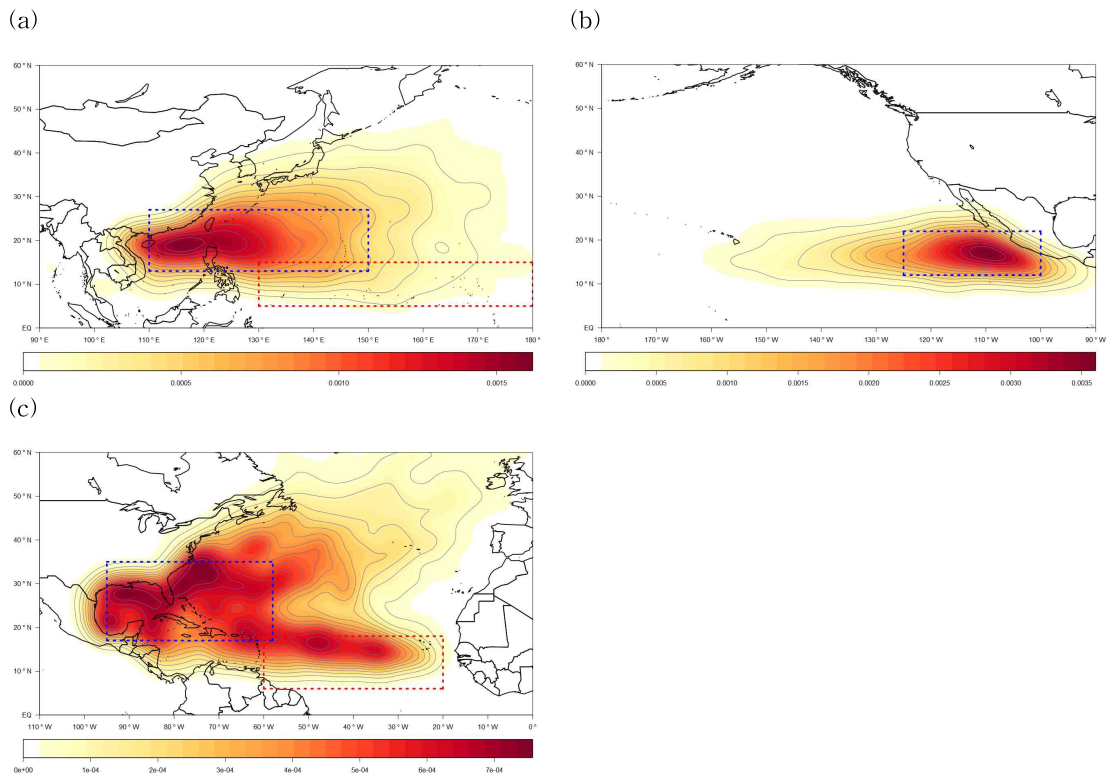 (a)
(b)
60°N
50°N
40°N
30°N
20°N
10°N
EQ
90°E 100°E 110°E 120°E 130°E 140°E 150°E 160°E 170°E 180°
0.0000 0.0005 0.0010 0.0015
60°N
50°N
40°N
30°N
20°N
10°N
EQ
180° 170°W 160°W 150°W 140°W 130°W 120°W 110°W 100°W 90°W
0.0000 0.0005 0.0010 0.0015 0.0020 0.0025 0.0030 0.0035
(c)
60°N
50°N
40°N
30°N
20°N
10°N
EQ
110°W 100°W 90°W 80°W 70°W 60°W 50°W 40°W 30°W 20°W 10°W 0°
0e+00 1e-04 2e-04 3e-04 4e-04 5e-04 6e-04 7e-04